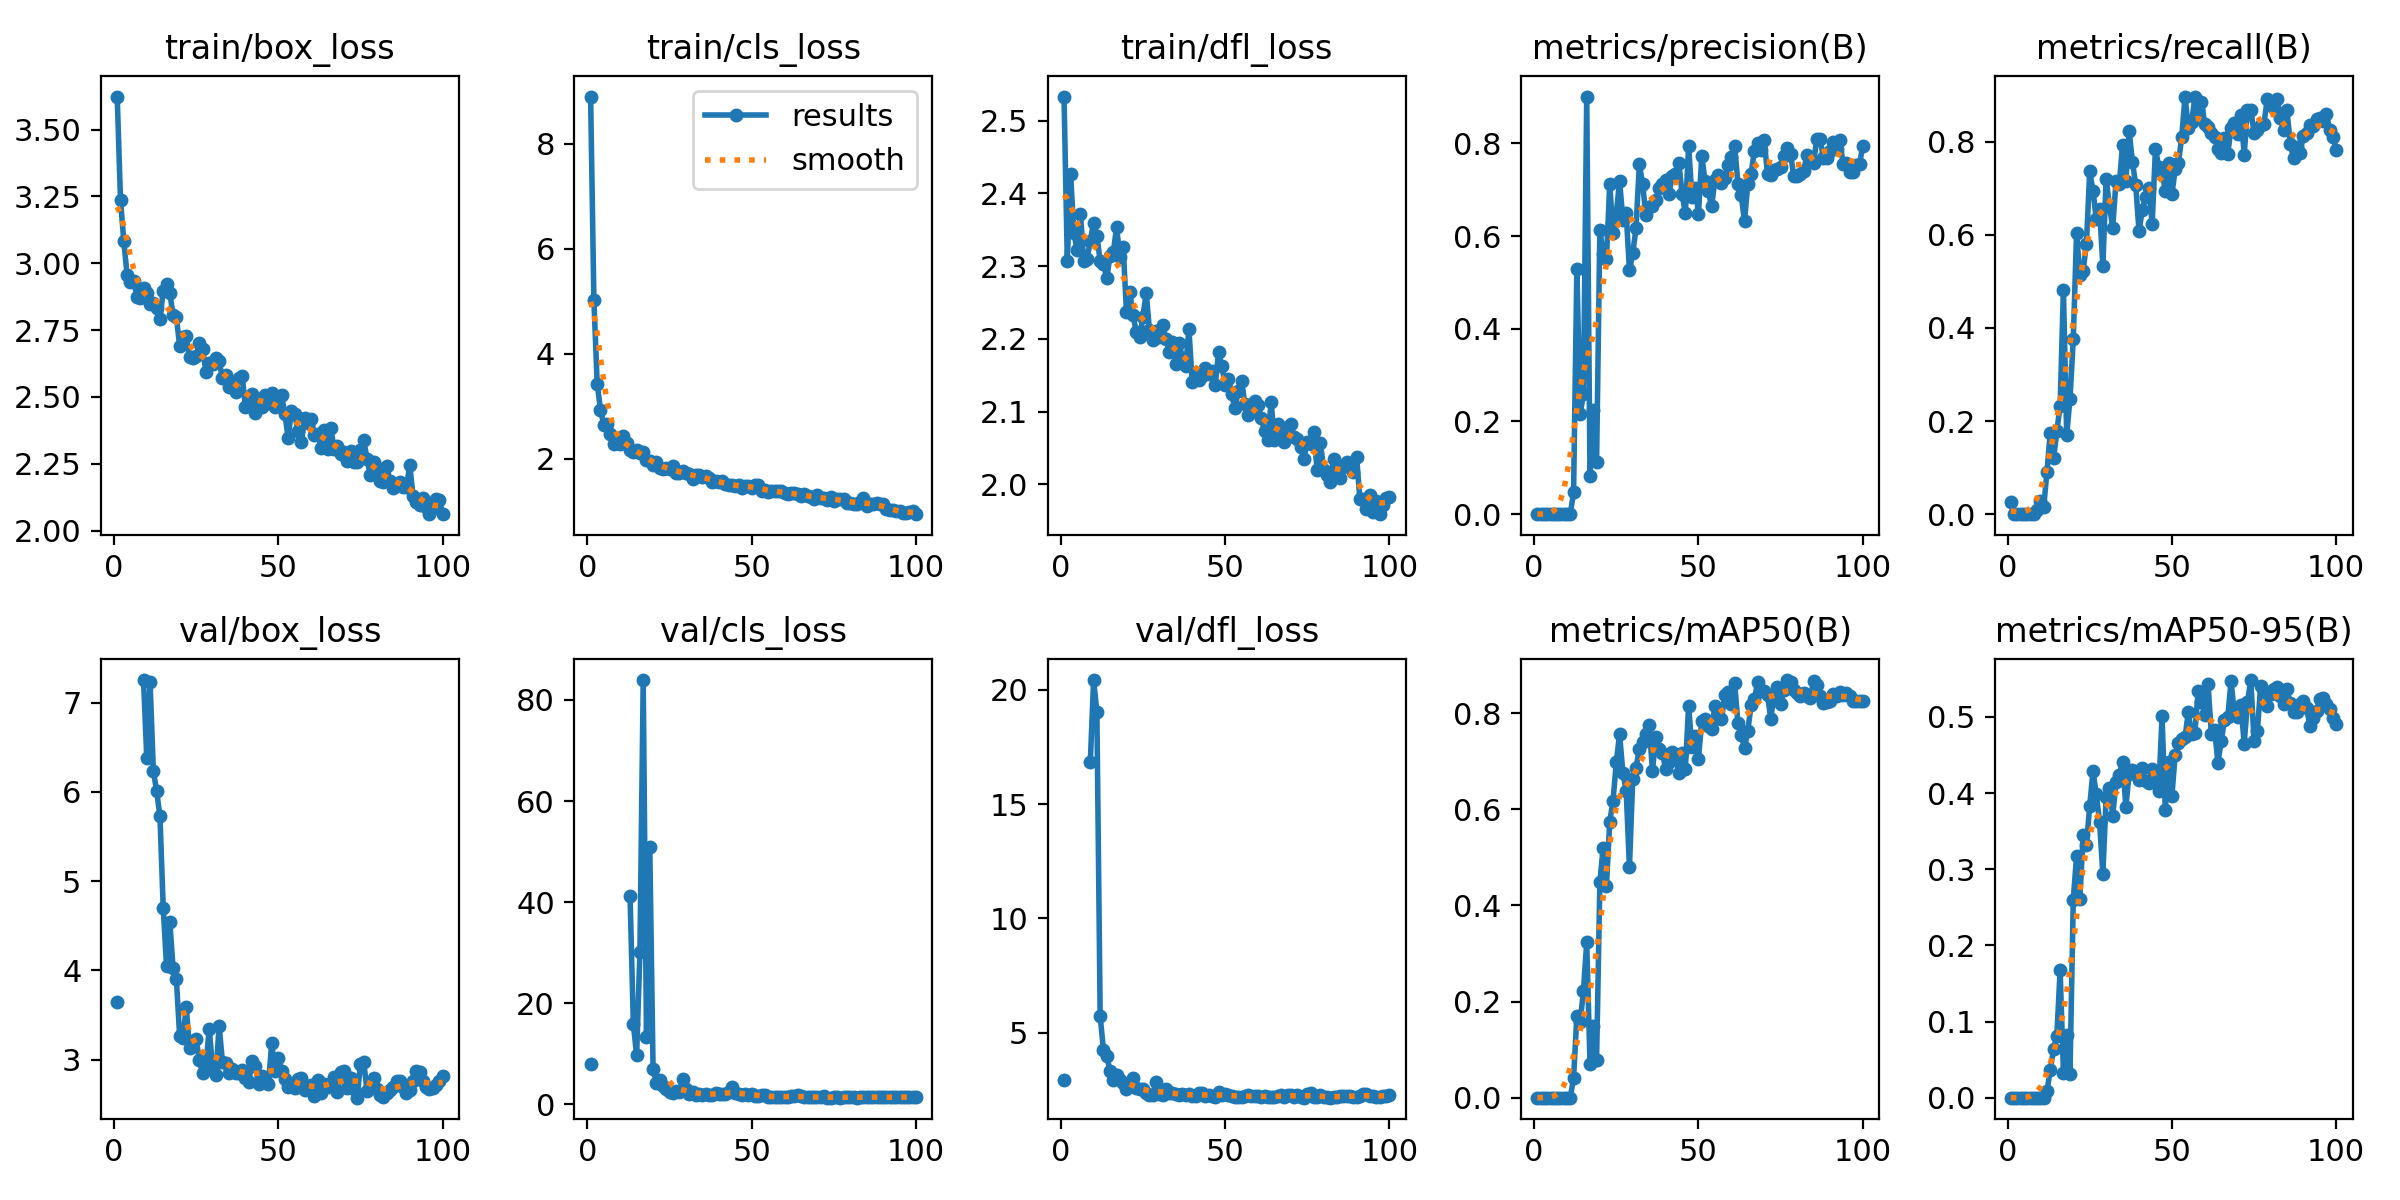 train/box_loss
3.50
3.25
3.00
2.75
2.50
2.25
2.00
0 50 100
train/cls_loss
results
smooth
8
6
4
2
0 50 100
train/dfl_loss
2.5
2.4
2.3
2.2
2.1
2.0
0 50 100
metrics/precision(B)
0.8
0.6
0.4
0.2
0.0
0 50 100
metrics/recall(B)
0.8
0.6
0.4
0.2
0.0
0 50 100
val/box_loss
7
6
5
4
3
0 50 100
val/cls_loss
80
60
40
20
0
0 50 100
val/dfl_loss
20
15
10
5
0 50 100
metrics/mAP50(B)
0.8
0.6
0.4
0.2
0.0
0 50 100
metrics/mAP50-95(B)
0.5
0.4
0.3
0.2
0.1
0.0
0 50 100